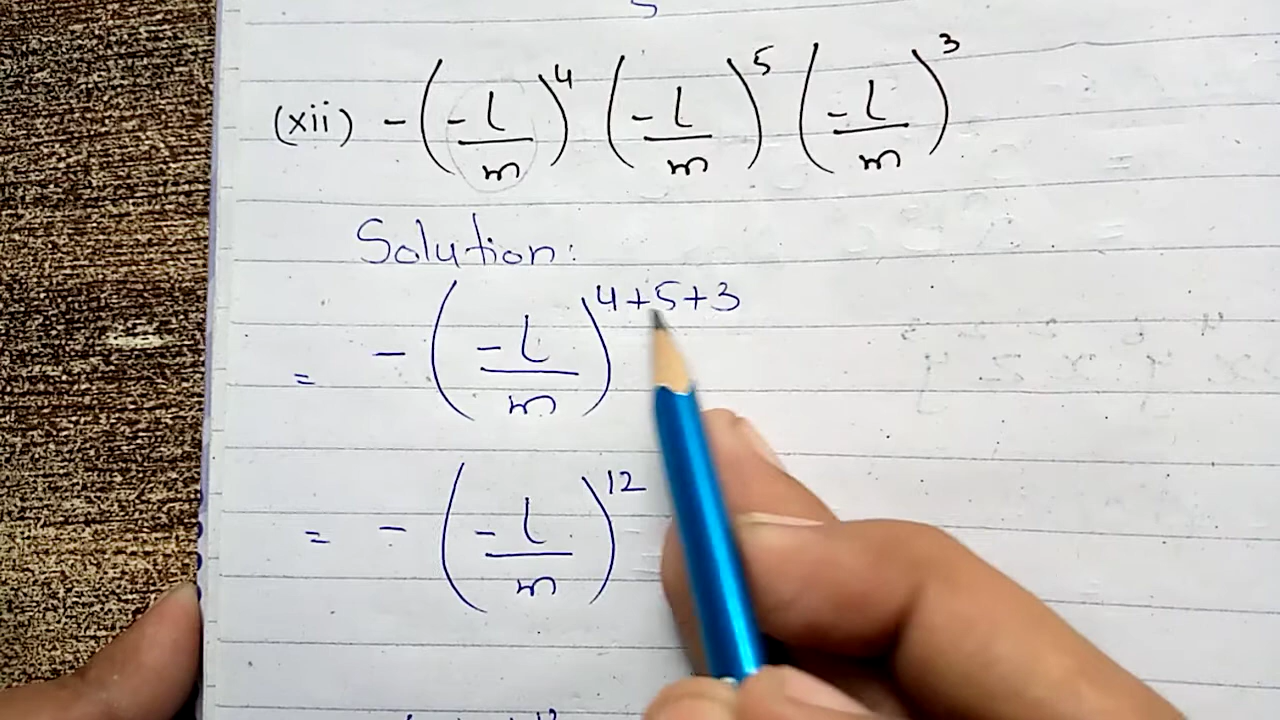 (xii) -(-l/m)^4 (-l/m)^5 (-l/m)^3
Solution:
= -(-l/m)^4+5+3
= -(-l/m)^12